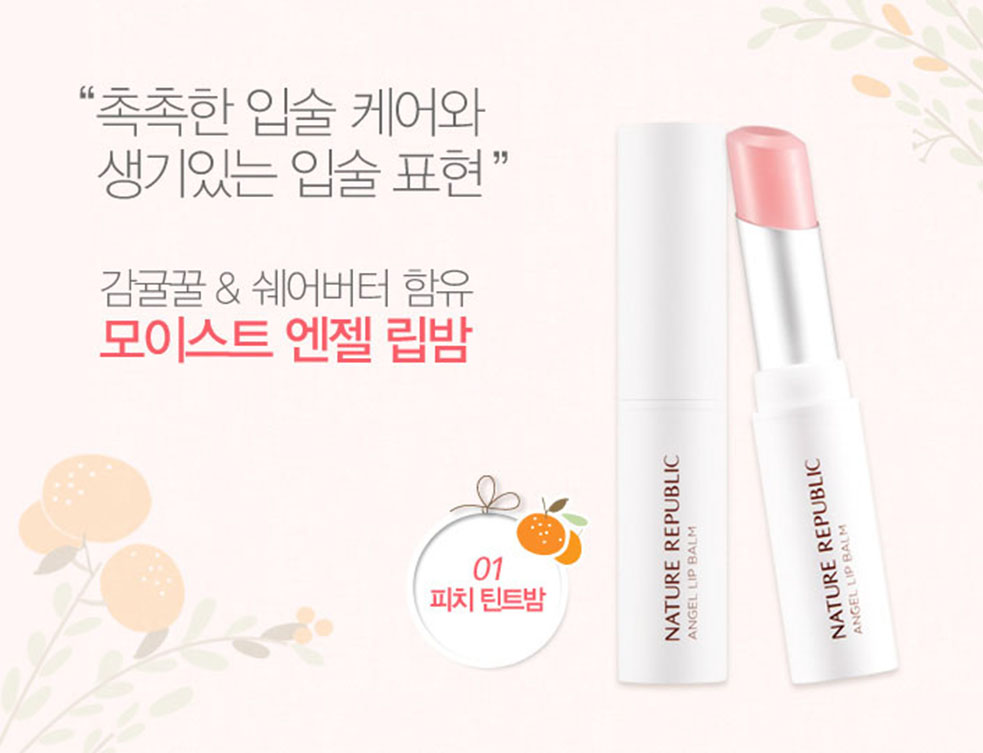 “촉촉한 입술 케어와
생기있는 입술 표현”
감귤꿀 & 쉐어버터 함유
모이스트 엔젤 립밤
01
피치 틴트밤
NATURE REPUBLIC
ANGEL LIP BALM
NATURE REPUBLIC
ANGEL LIP BALM